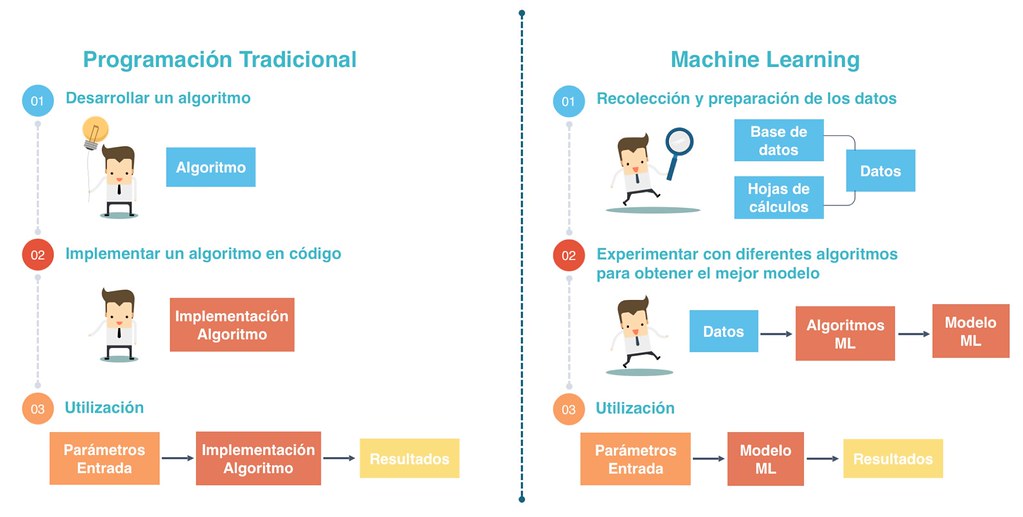 Programación Tradicional
01
Desarrollar un algoritmo
Algoritmo
02
Implementar un algoritmo en código
Implementación
Algoritmo
03
Utilización
Parámetros
Entrada
Implementación
Algoritmo
Resultados
Machine Learning
01
Recolección y preparación de los datos
Base de
datos
Hojas de
cálculos
Datos
02
Experimentar con diferentes algoritmos
para obtener el mejor modelo
Datos
Algoritmos
ML
Modelo
ML
03
Utilización
Parámetros
Entrada
Modelo
ML
Resultados